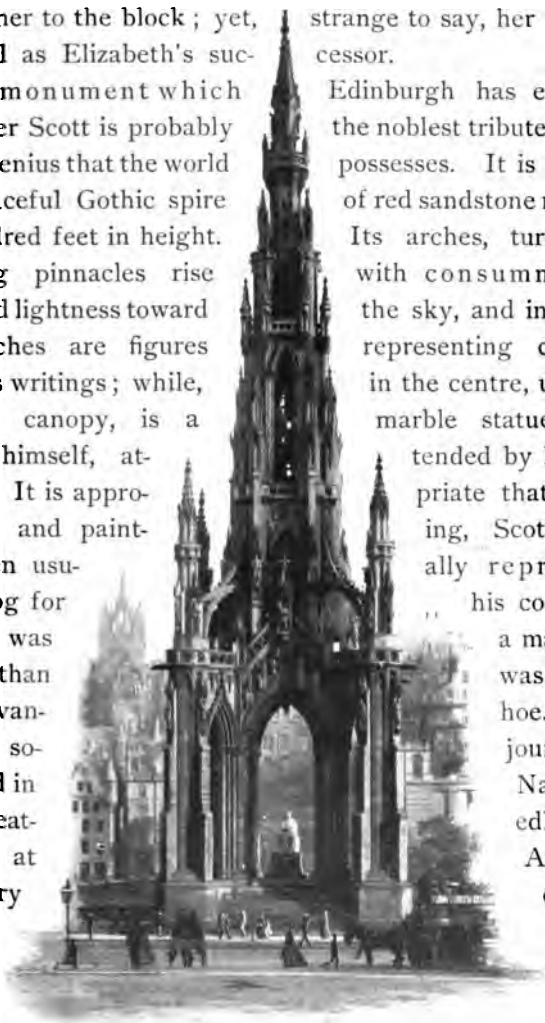 her to the block ; yet, strange to say, her
l as Elizabeth's suc- cessor.
monument which Edinburgh has e
er Scott is probably the noblest tribute
enius that the world possesses. It is
ceful Gothic spire of red sandstone
dred feet in height. Its arches, tur
g pinnacles rise with consumm
d lightness toward the sky, and in
ches are figures representing c
s writings ; while, in the centre, u
canopy, is a marble statue
himself, at- tended by
It is appro- priate that
and paint- ing, Scot
n usu- ally repr
og for his co
was a ma
than was
van- hoe.
so- jour
d in Na
eat- edl
at A
ry